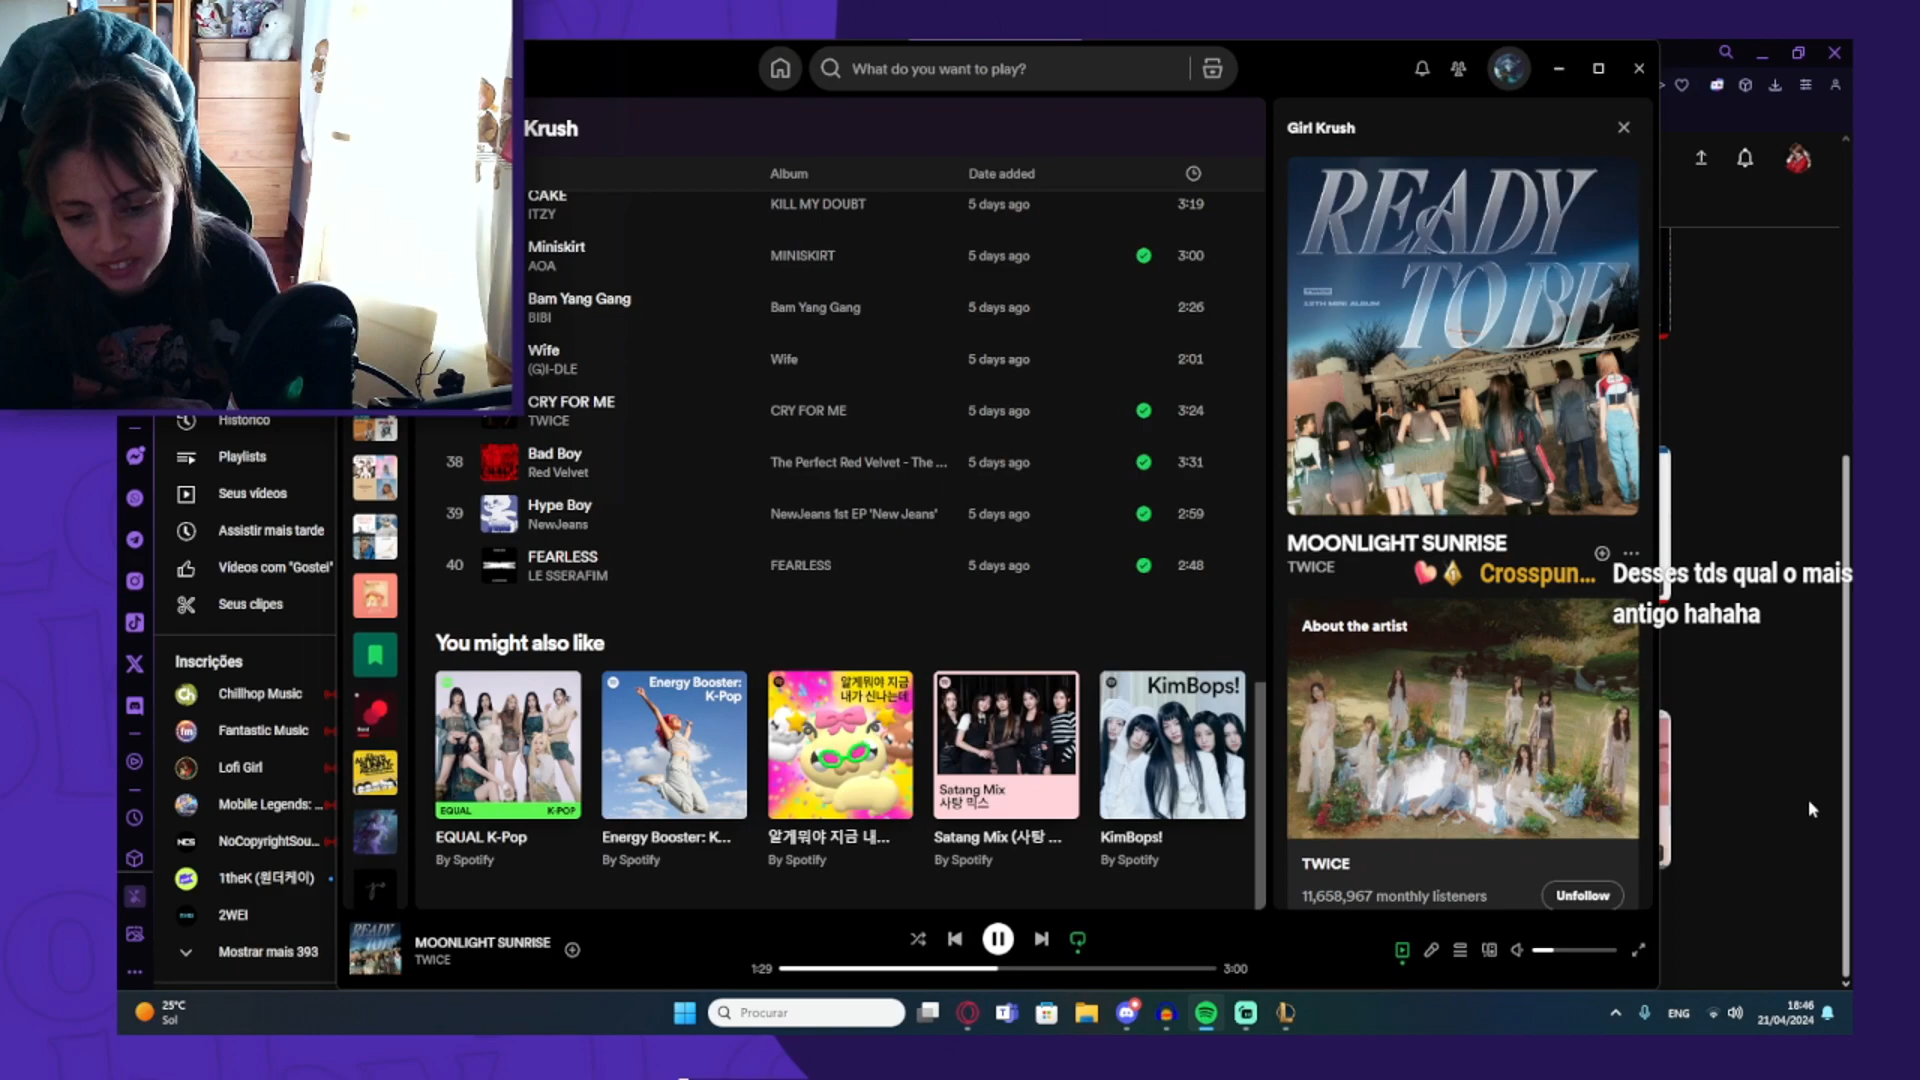 What do you want to play?
Krush
Album
Date added
CAKE
ITZY
KILL MY DOUBT
5 days ago
3:19
Miniskirt
AOA
MINISKIRT
5 days ago
3:00
Bam Yang Gang
BIBI
Bam Yang Gang
5 days ago
2:26
Wife
(G)I-DLE
Wife
5 days ago
2:01
CRY FOR ME
TWICE
CRY FOR ME
5 days ago
3:24
38
Bad Boy
Red Velvet
The Perfect Red Velvet - The ...
5 days ago
3:31
39
Hype Boy
NewJeans
NewJeans 1st EP 'New Jeans'
5 days ago
2:59
40
FEARLESS
LE SSERAFIM
FEARLESS
5 days ago
2:48
You might also like
EQUAL
K-POP
EQUAL K-Pop
By Spotify
Energy Booster:
K-Pop
Energy Booster: K...
By Spotify
알게뭐야 지금
내가 신나는데
알게뭐야 지금 내...
By Spotify
Satang Mix
사탕 믹스
Satang Mix (사탕 ...
By Spotify
KimBops!
KimBops!
By Spotify
Girl Krush
READY
TO BE
TWICE
12TH MINI ALBUM
MOONLIGHT SUNRISE
TWICE
Crosspun...
Desses tds qual o mais
antigo hahaha
About the artist
TWICE
11,658,967 monthly listeners
Unfollow
Histórico
Playlists
Seus vídeos
Assistir mais tarde
Vídeos com "Gostei"
Seus clipes
Inscrições
Chillhop Music
Fantastic Music
Lofi Girl
Mobile Legends: ...
NoCopyrightSou...
1theK (원더케이)
2WEI
Mostrar mais 393
READY
TO BE
MOONLIGHT SUNRISE
TWICE
1:29
3:00
25°C
Sol
Procurar
ENG
18:46
21/04/2024